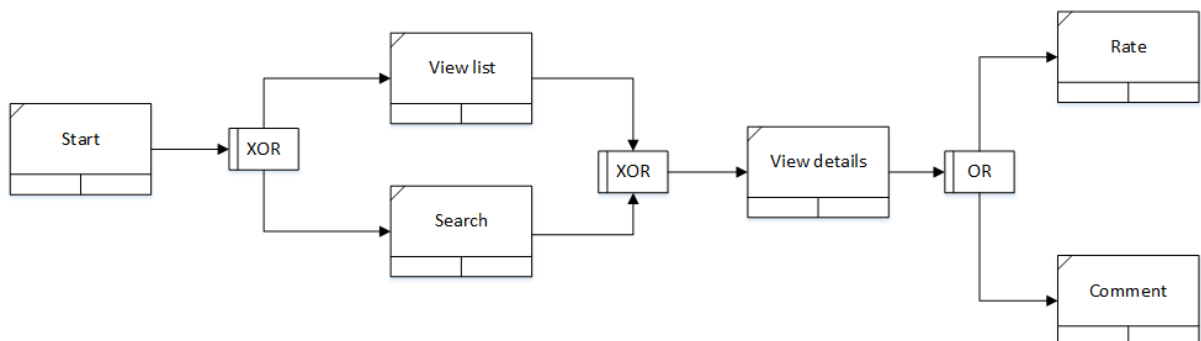 Start
XOR
View list
Search
XOR
View details
OR
Rate
Comment